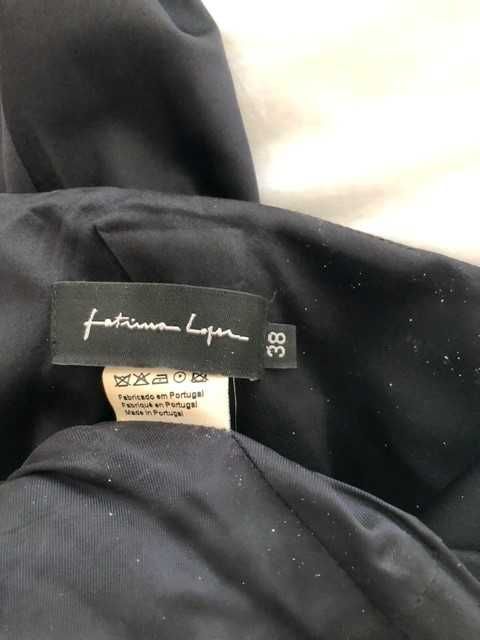 Fatima Lopes
38
Fabricado em Portugal
Fabriqué en Portugal
Made in Portugal